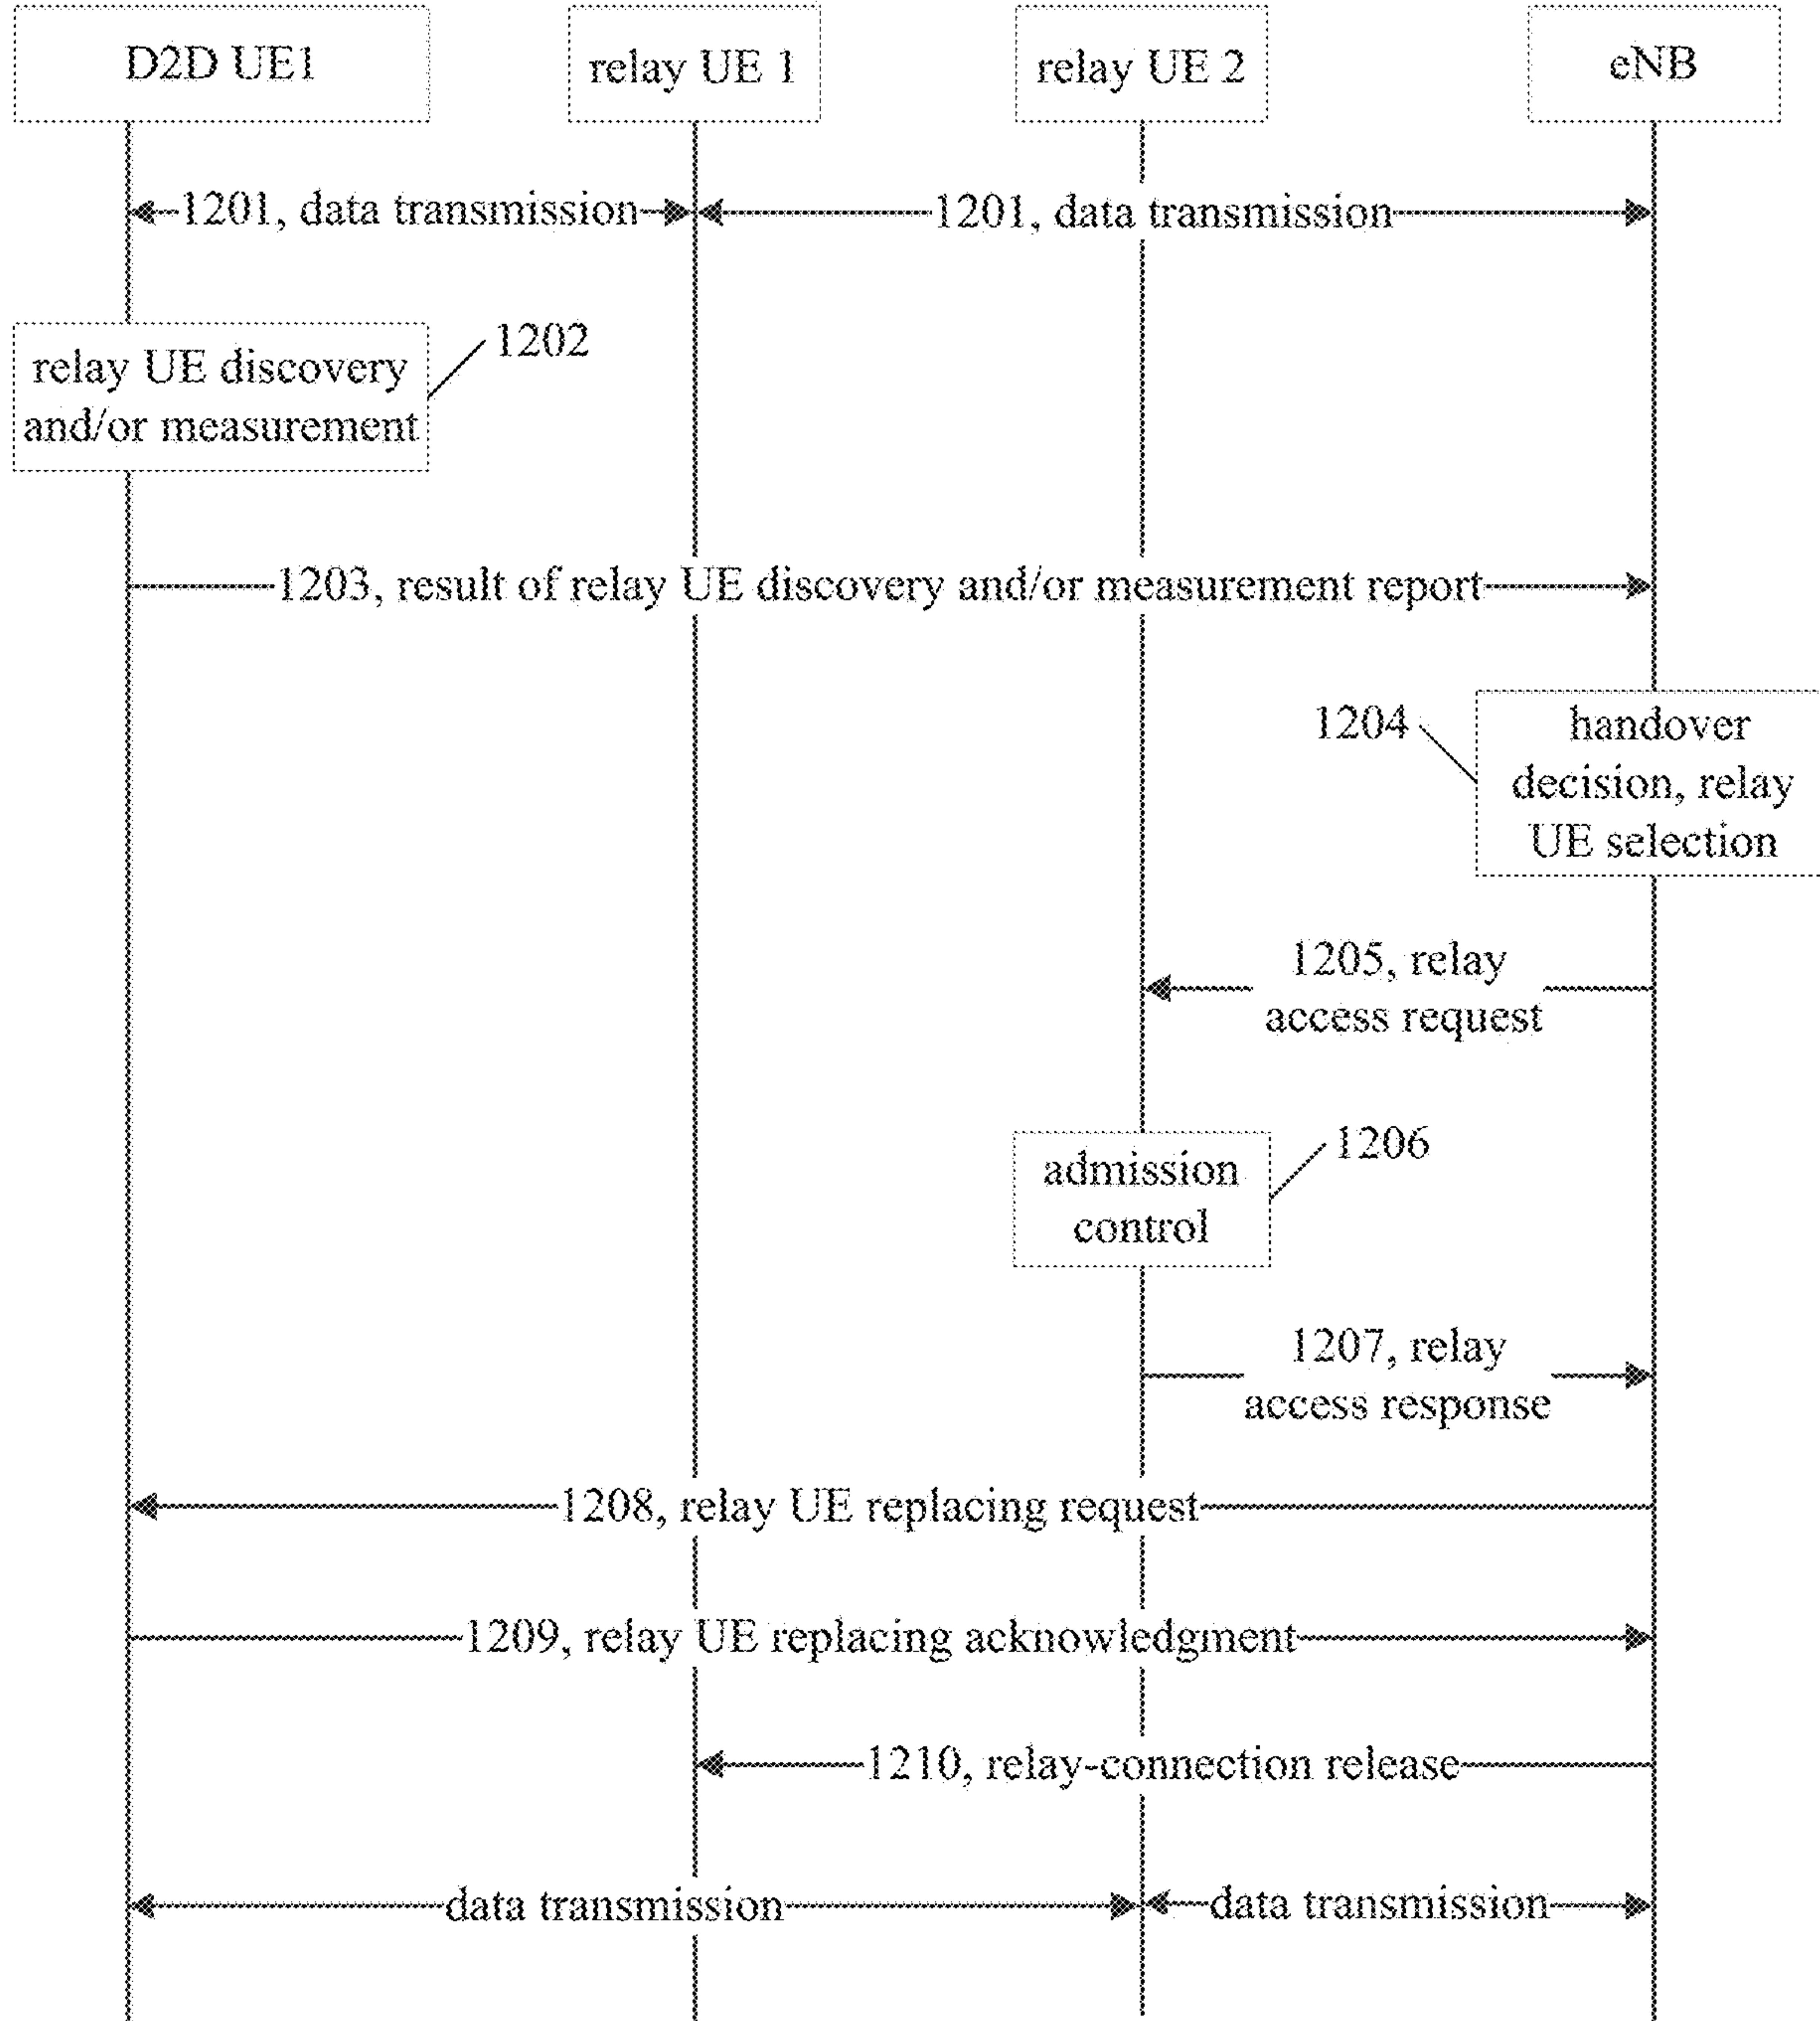 D2D UE1
relay UE 1
relay UE 2
eNB
1201, data transmission
1201, data transmission
1202
relay UE discovery
and/or measurement
1203, result of relay UE discovery and/or measurement report
1204
handover
decision, relay
UE selection
1205, relay
access request
1206
admission
control
1207, relay
access response
1208, relay UE replacing request
1209, relay UE replacing acknowledgment
1210, relay-connection release
data transmission
data transmission